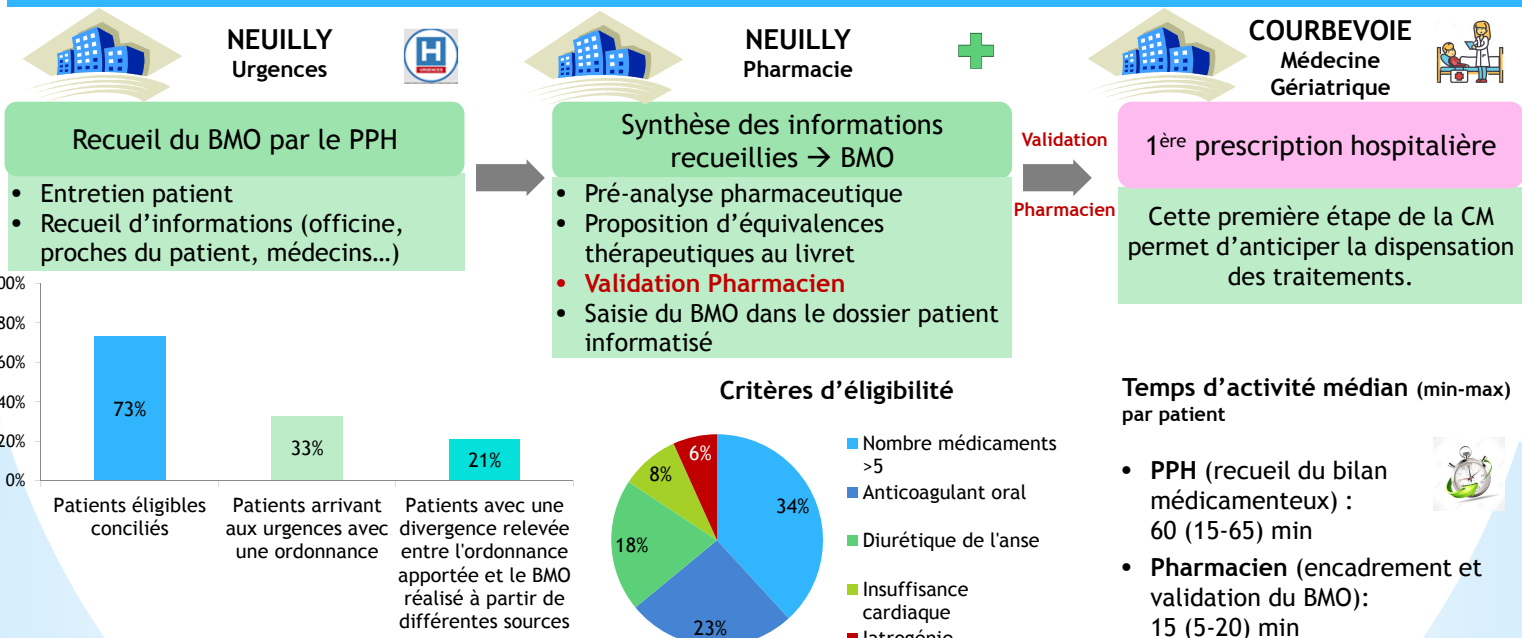 NEUILLY
Urgences
H
URGENCES
NEUILLY
Pharmacie
COURBEVOIE
Médecine
Gériatrique
Recueil du BMO par le PPH
• Entretien patient
• Recueil d’informations (officine,
proches du patient, médecins…)
Synthèse des informations
recueillies → BMO
• Pré-analyse pharmaceutique
• Proposition d’équivalences
thérapeutiques au livret
• Validation Pharmacien
• Saisie du BMO dans le dossier patient
informatisé
Validation
Pharmacien
1ère prescription hospitalière
Cette première étape de la CM
permet d’anticiper la dispensation
des traitements.
00%
80%
60%
40%
20%
0%
73%
33%
21%
Patients éligibles
conciliés
Patients arrivant
aux urgences avec
une ordonnance
Patients avec une
divergence relevée
entre l'ordonnance
apportée et le BMO
réalisé à partir de
différentes sources
Critères d’éligibilité
34%
23%
18%
8%
6%
Nombre médicaments
>5
Anticoagulant oral
Diurétique de l'anse
Insuffisance
cardiaque
Iatrogénie
Temps d’activité médian (min-max)
par patient
• PPH (recueil du bilan
médicamenteux) :
60 (15-65) min
• Pharmacien (encadrement et
validation du BMO):
15 (5-20) min